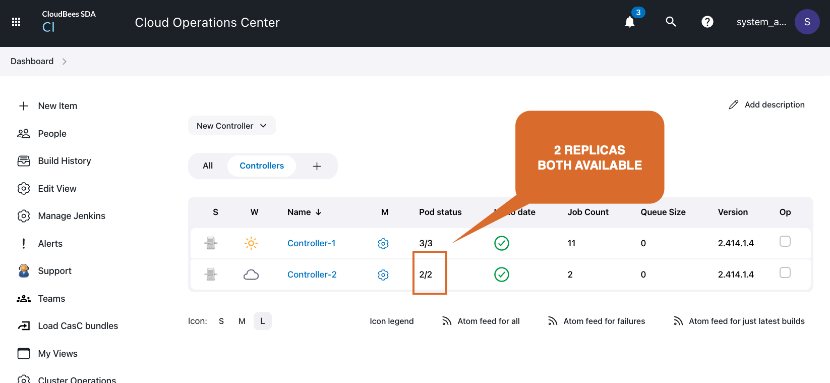 CloudBees SDA
CI
Cloud Operations Center
3
system_a...
S
Dashboard
New Item
People
Build History
Edit View
Manage Jenkins
Alerts
Support
Teams
Load CasC bundles
My Views
Cluster Operations
Add description
New Controller
All Controllers +
2 REPLICAS
BOTH AVAILABLE
S W Name ↓ M Pod status to date Job Count Queue Size Version Op
Controller-1 3/3 11 0 2.414.1.4
Controller-2 2/2 2 0 2.414.1.4
Icon: S M L
Icon legend Atom feed for all Atom feed for failures Atom feed for just latest builds